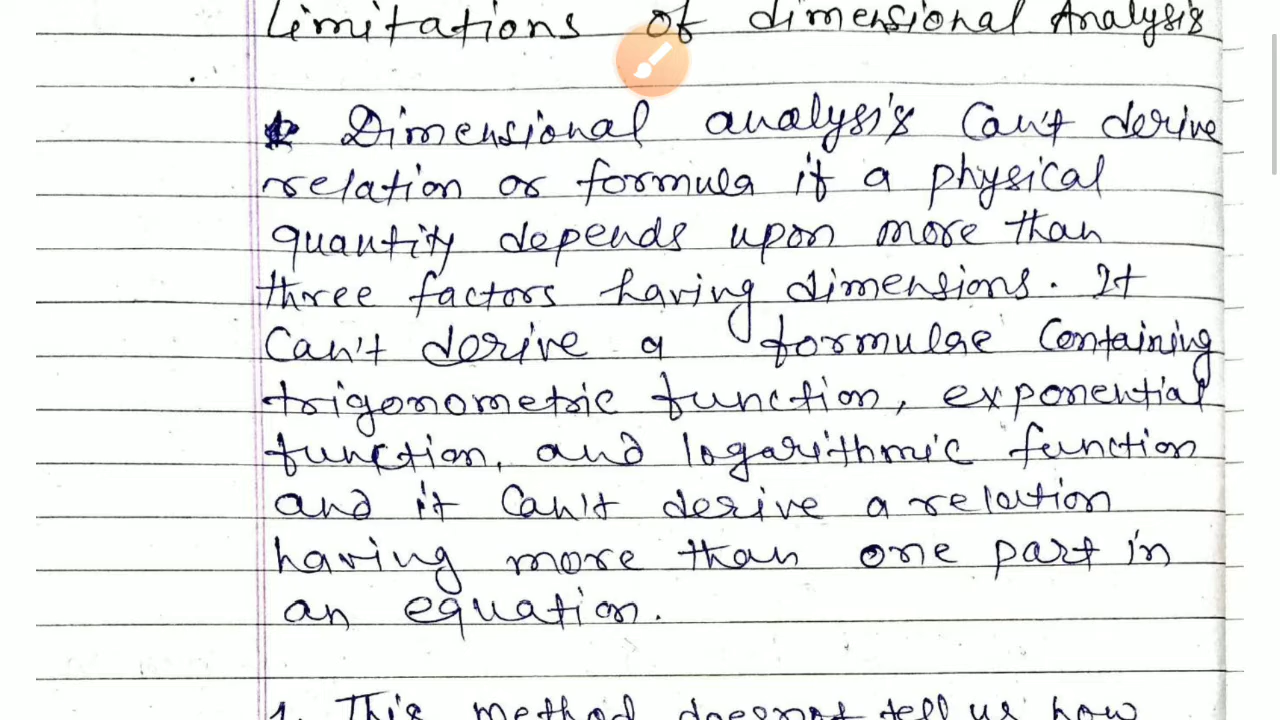 Limitations of dimensional Analysis
Dimensional analysis can't derive
relation or formula if a physical
quantity depends upon more than
three factors having dimensions. It
can't derive a formulae containing
trigonometric function, exponential
function, and logarithmic function
and it can't derive a relation
having more than one part in
an equation.
1. This method doesnot tell us how